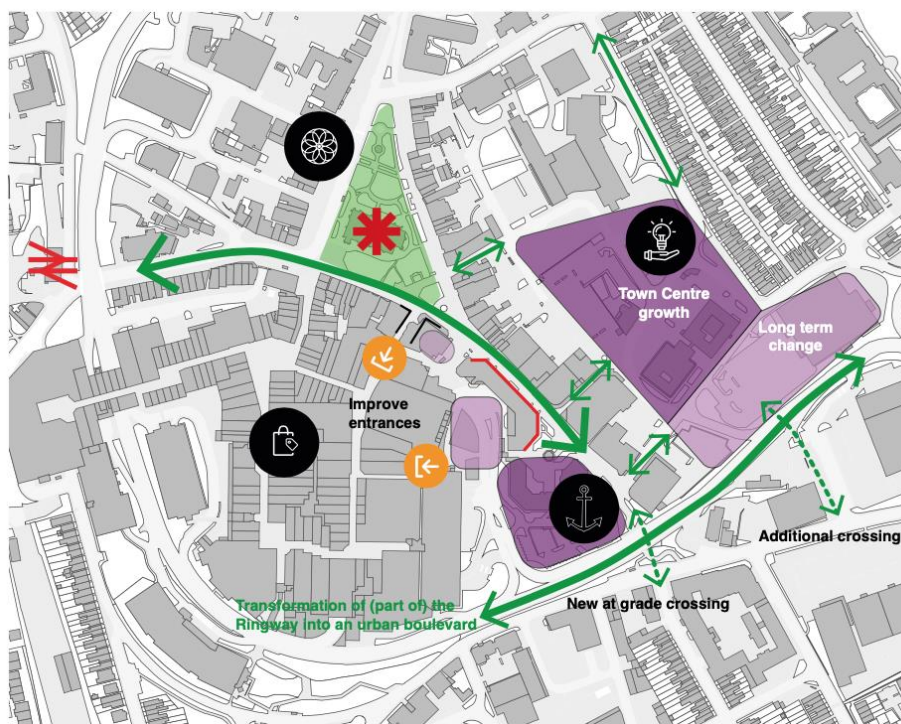 Town Centre
growth
Long term
change
Improve
entrances
Additional crossing
New at grade crossing
Transformation of (part of) the
Ringway into an urban boulevard